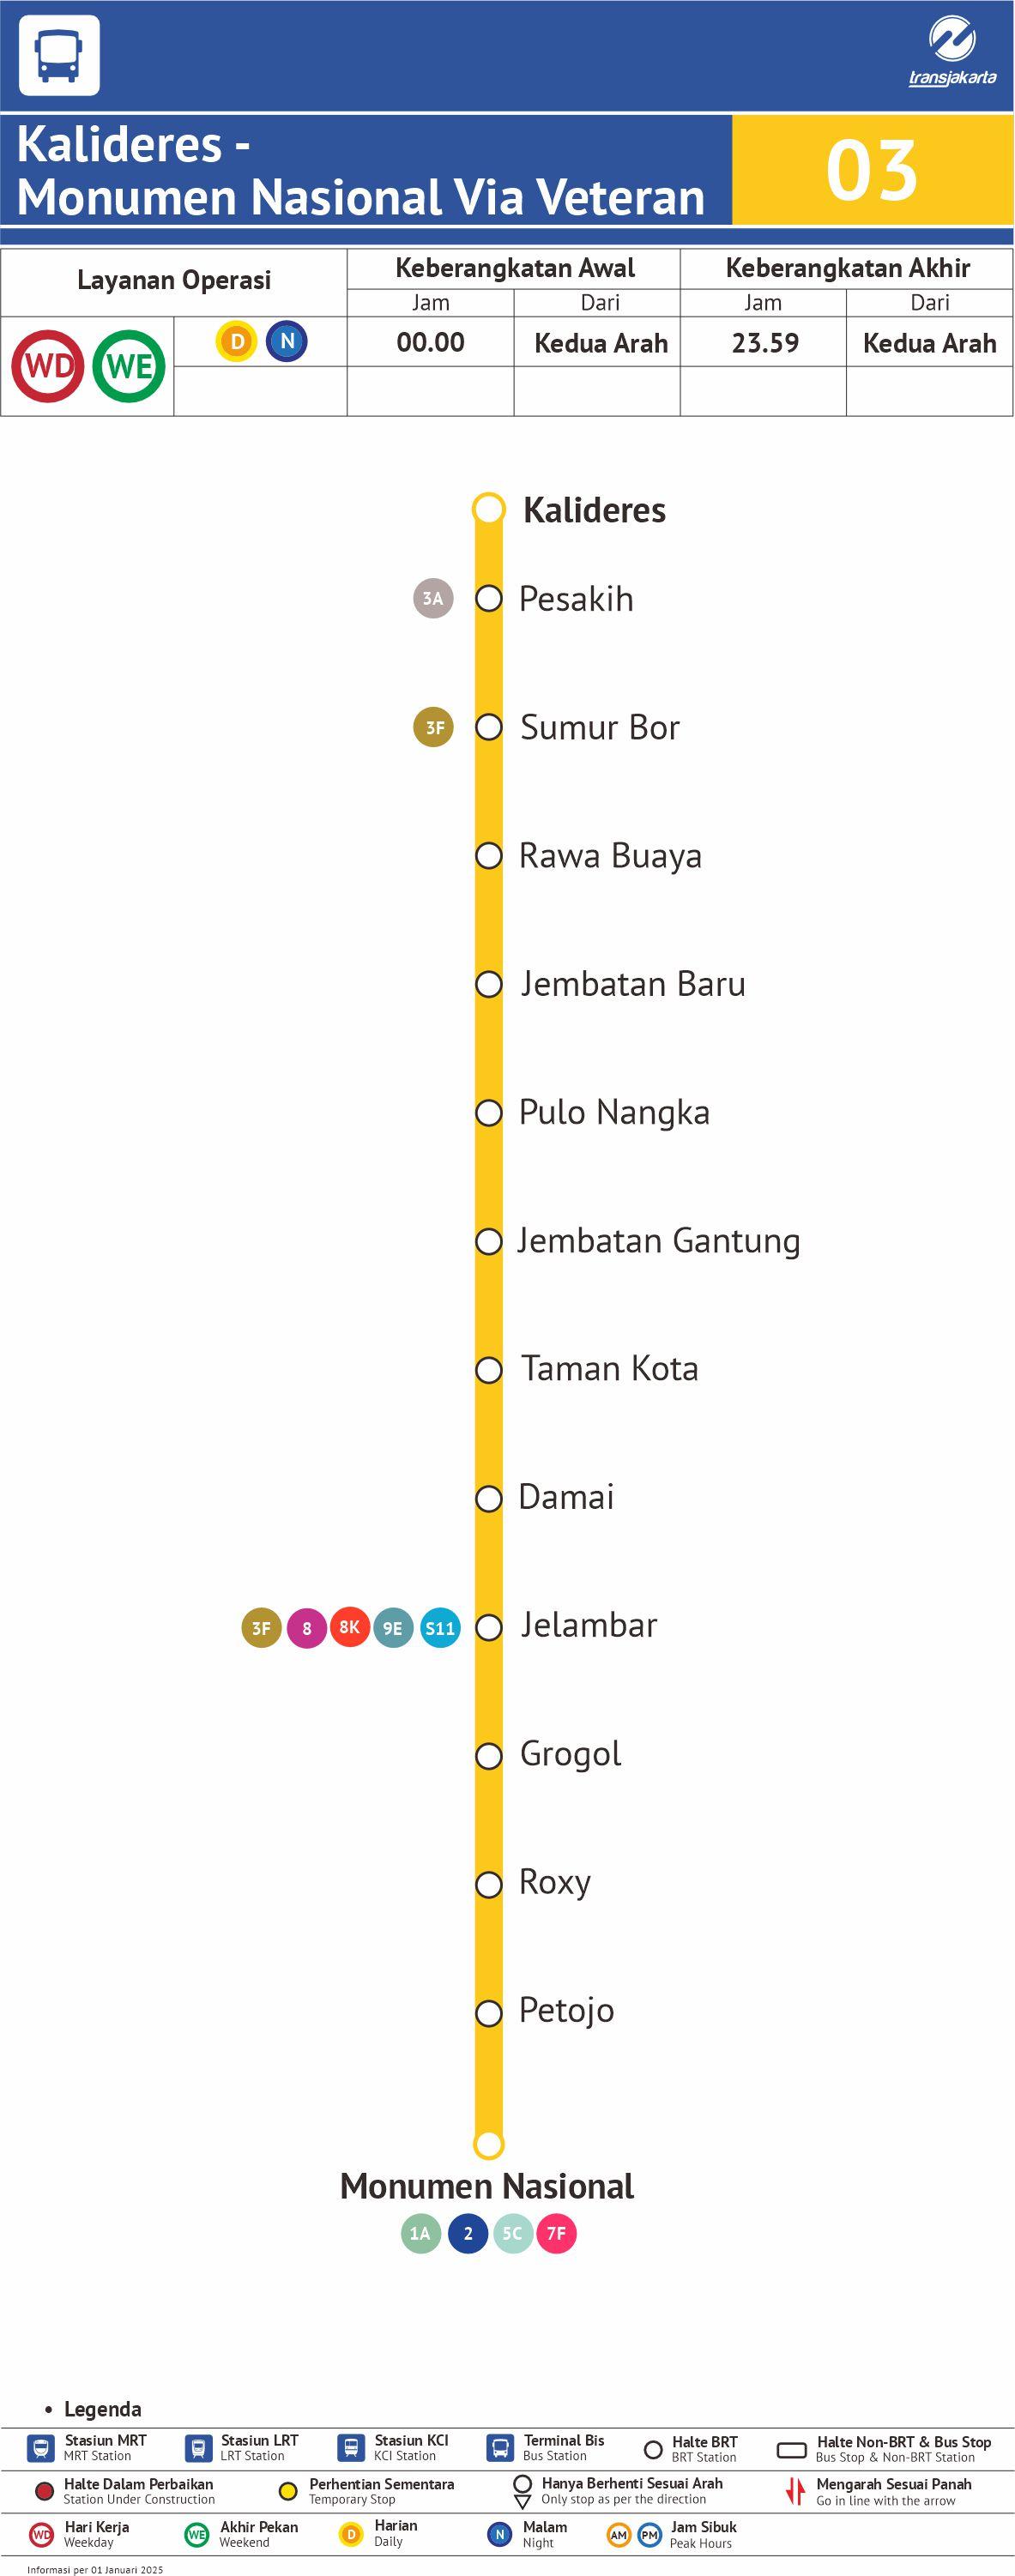 transjakarta
Kalideres -
Monumen Nasional Via Veteran
03
Layanan Operasi
Keberangkatan Awal
Keberangkatan Akhir
Jam
Dari
Jam
Dari
WD
WE
D
N
00.00
Kedua Arah
23.59
Kedua Arah
Kalideres
3A
Pesakih
3F
Sumur Bor
Rawa Buaya
Jembatan Baru
Pulo Nangka
Jembatan Gantung
Taman Kota
Damai
3F 8 8K 9E S11
Jelambar
Grogol
Roxy
Petojo
Monumen Nasional
1A 2 5C 7F
• Legenda
Stasiun MRT
MRT Station
Stasiun LRT
LRT Station
Stasiun KCI
KCI Station
Terminal Bis
Bus Station
Halte BRT
BRT Station
Halte Non-BRT & Bus Stop
Bus Stop & Non-BRT Station
Halte Dalam Perbaikan
Station Under Construction
Perhentian Sementara
Temporary Stop
Hanya Berhenti Sesuai Arah
Only stop as per the direction
Mengarah Sesuai Panah
Go in line with the arrow
WD
Hari Kerja
Weekday
WE
Akhir Pekan
Weekend
D
Harian
Daily
N
Malam
Night
AM PM
Jam Sibuk
Peak Hours
Informasi per 01 Januari 2025